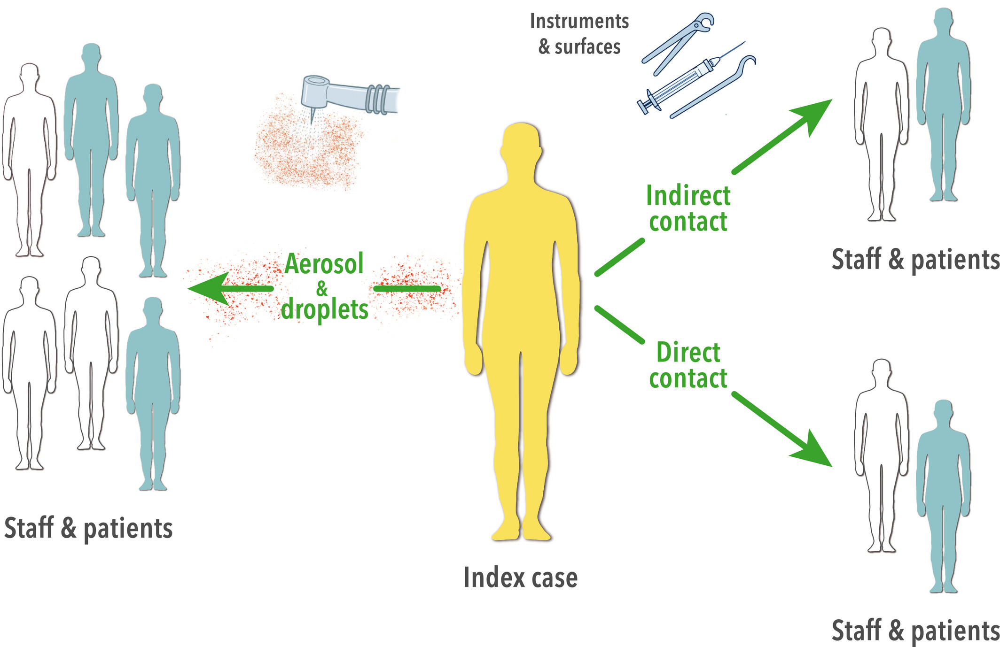 Instruments
& surfaces
Indirect
contact
Staff & patients
Aerosol
&
droplets
Direct
contact
Staff & patients
Index case
Staff & patients